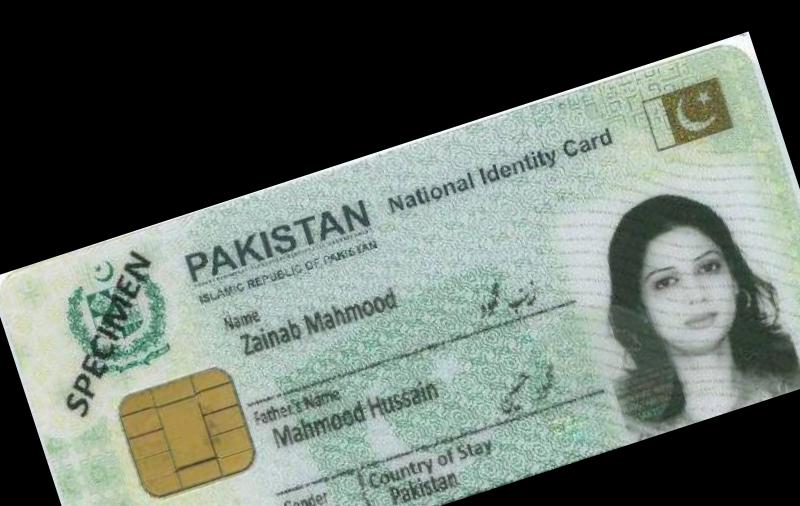 PAKISTAN National Identity Card
ISLAMIC REPUBLIC OF PAKISTAN
SPECIMEN
Name
Zainab Mahmood
زینب محمود
Father's Name
Mahmood Hussain
محمود حسین
Gender
Country of Stay
Pakistan